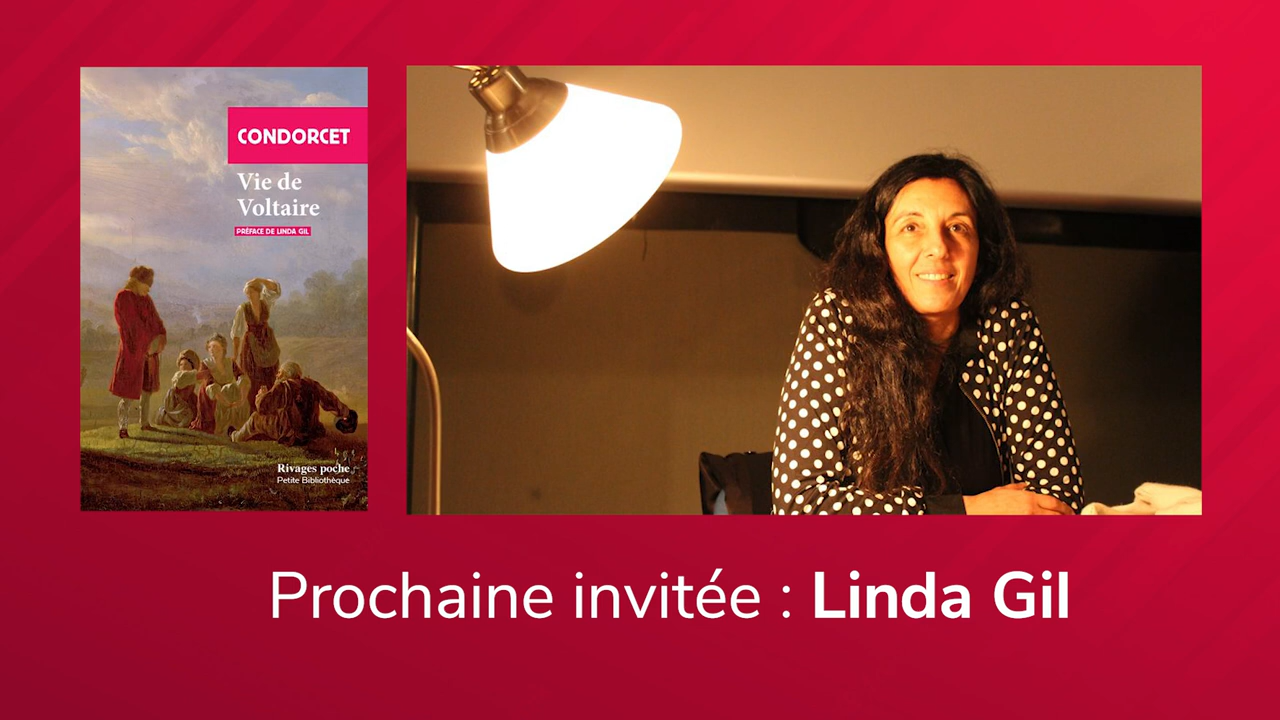 CONDORCET
Vie de
Voltaire
PRÉFACE DE LINDA GIL
Rivages poche
Petite Bibliothèque
Prochaine invitée : Linda Gil